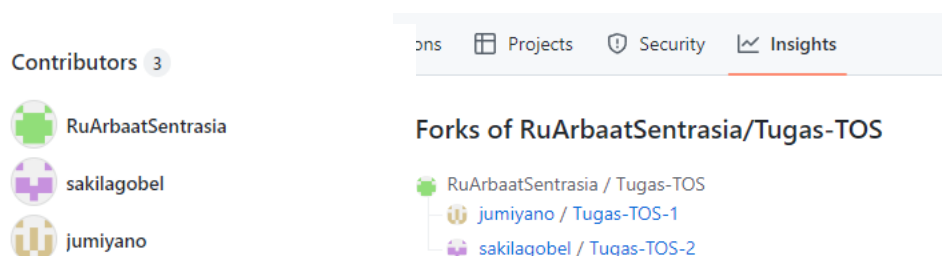 Contributors 3
RuArbaatSentrasia
sakilagobel
jumiyano
ons Projects Security Insights
Forks of RuArbaatSentrasia/Tugas-TOS
RuArbaatSentrasia / Tugas-TOS
jumiyano / Tugas-TOS-1
sakilagobel / Tugas-TOS-2